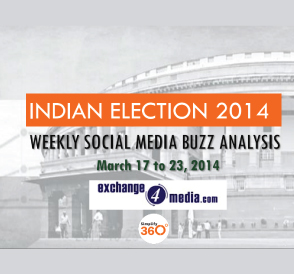 INDIAN ELECTION 2014
WEEKLY SOCIAL MEDIA BUZZ ANALYSIS
March 17 to 23, 2014
exchange4media.com
Simplify
360°